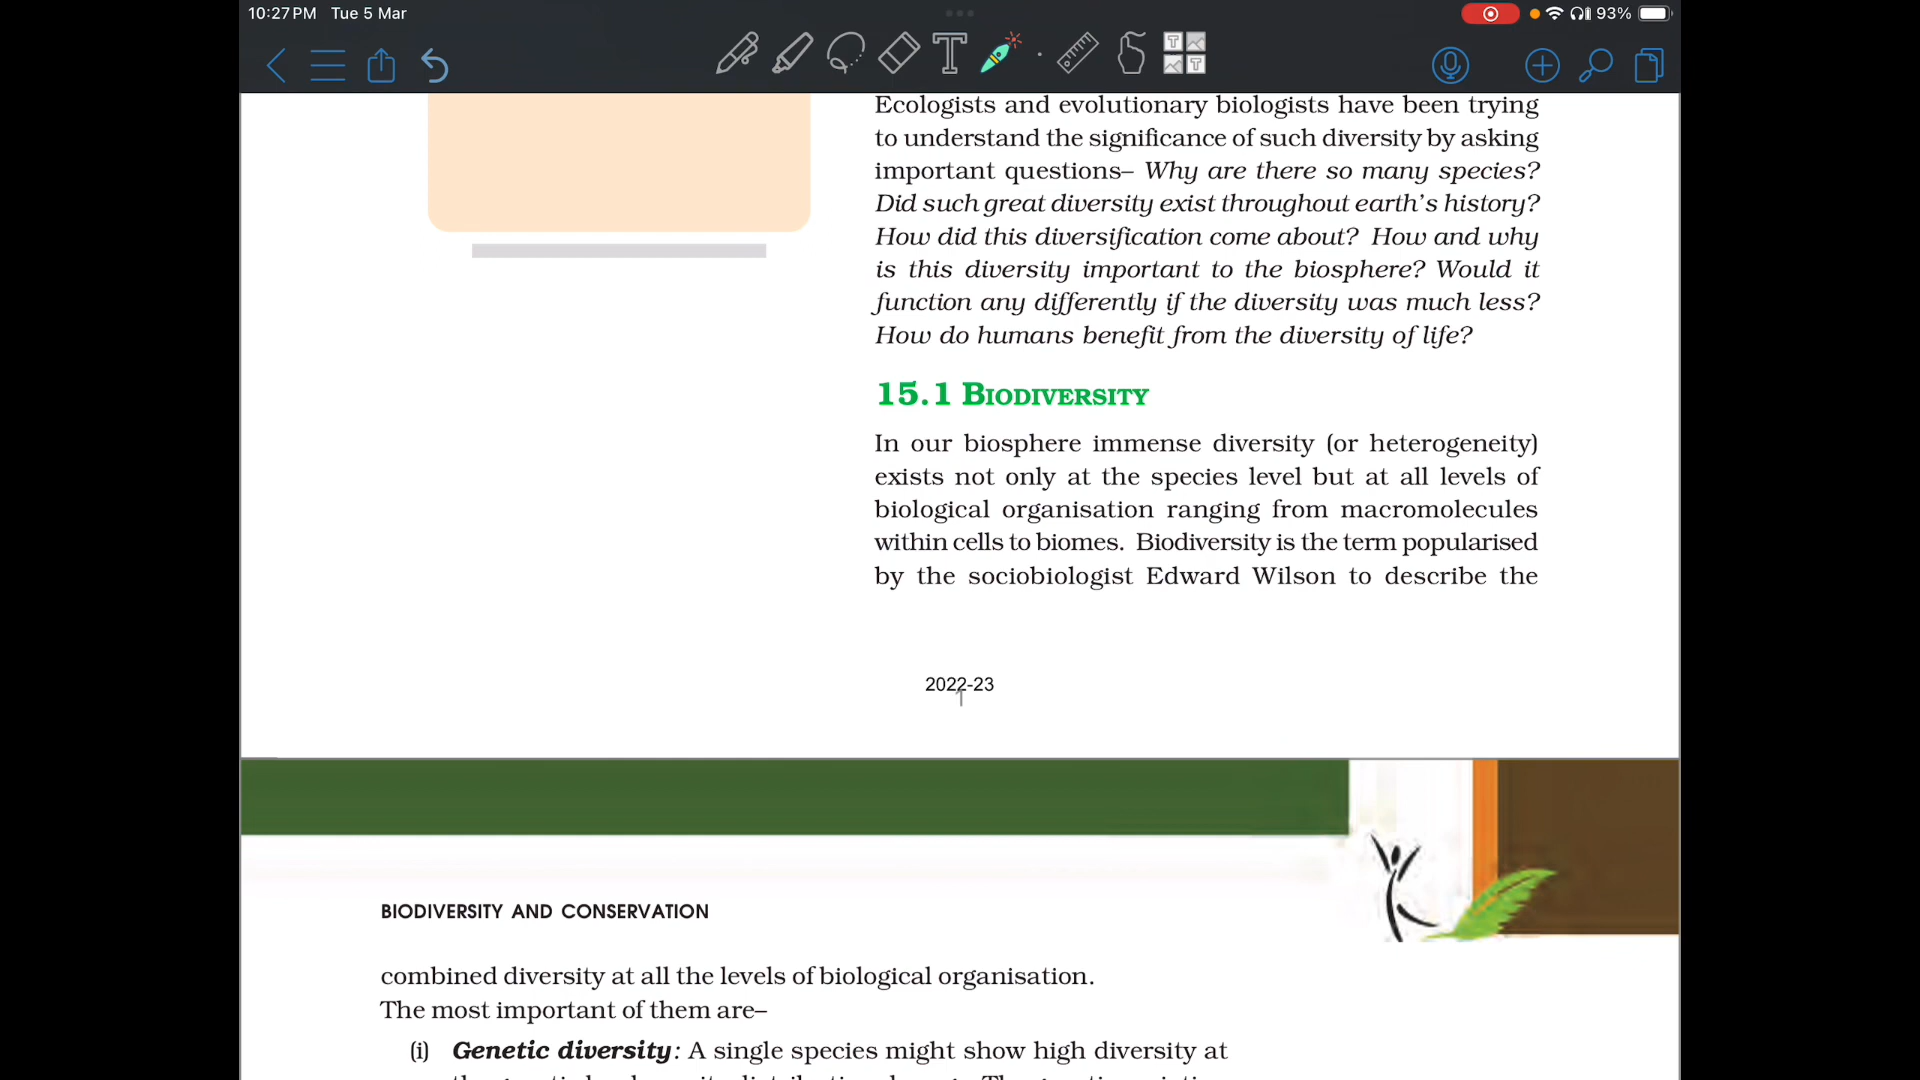 10:27 PM Tue 5 Mar
93%
Ecologists and evolutionary biologists have been trying
to understand the significance of such diversity by asking
important questions– Why are there so many species?
Did such great diversity exist throughout earth's history?
How did this diversification come about? How and why
is this diversity important to the biosphere? Would it
function any differently if the diversity was much less?
How do humans benefit from the diversity of life?
15.1 BIODIVERSITY
In our biosphere immense diversity (or heterogeneity)
exists not only at the species level but at all levels of
biological organisation ranging from macromolecules
within cells to biomes. Biodiversity is the term popularised
by the sociobiologist Edward Wilson to describe the
2022-23
1
BIODIVERSITY AND CONSERVATION
combined diversity at all the levels of biological organisation.
The most important of them are–
(i) Genetic diversity: A single species might show high diversity at